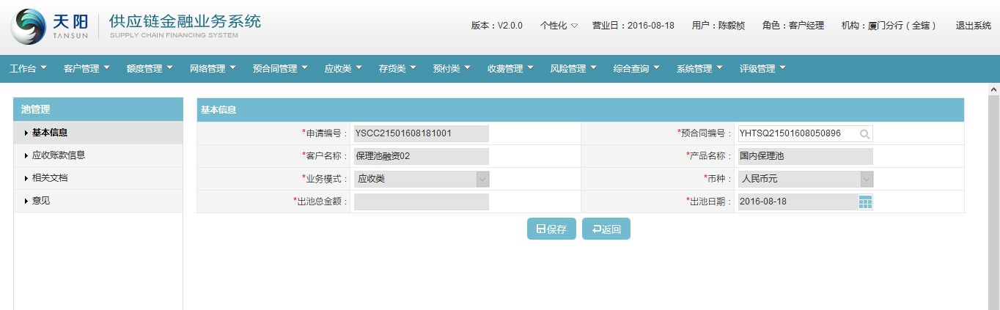 天阳 供应链金融业务系统
TANSUN SUPPLY CHAIN FINANCING SYSTEM
版本：V2.0.0 个性化 营业日：2016-08-18 用户：陈毅桢 角色：客户经理 机构：厦门分行（全辖） 退出系统
工作台 客户管理 额度管理 网络管理 预合同管理 应收类 存货类 预付类 收费管理 风险管理 综合查询 系统管理 评级管理
池管理
基本信息
应收账款信息
相关文档
意见
基本信息
*申请编号： YSCC21501608181001 *预合同编号： YHTSQ21501608050896
*客户名称： 保理池融资02 *产品名称： 国内保理池
*业务模式： 应收类 *币种： 人民币元
*出池总金额： *出池日期： 2016-08-18
保存 返回